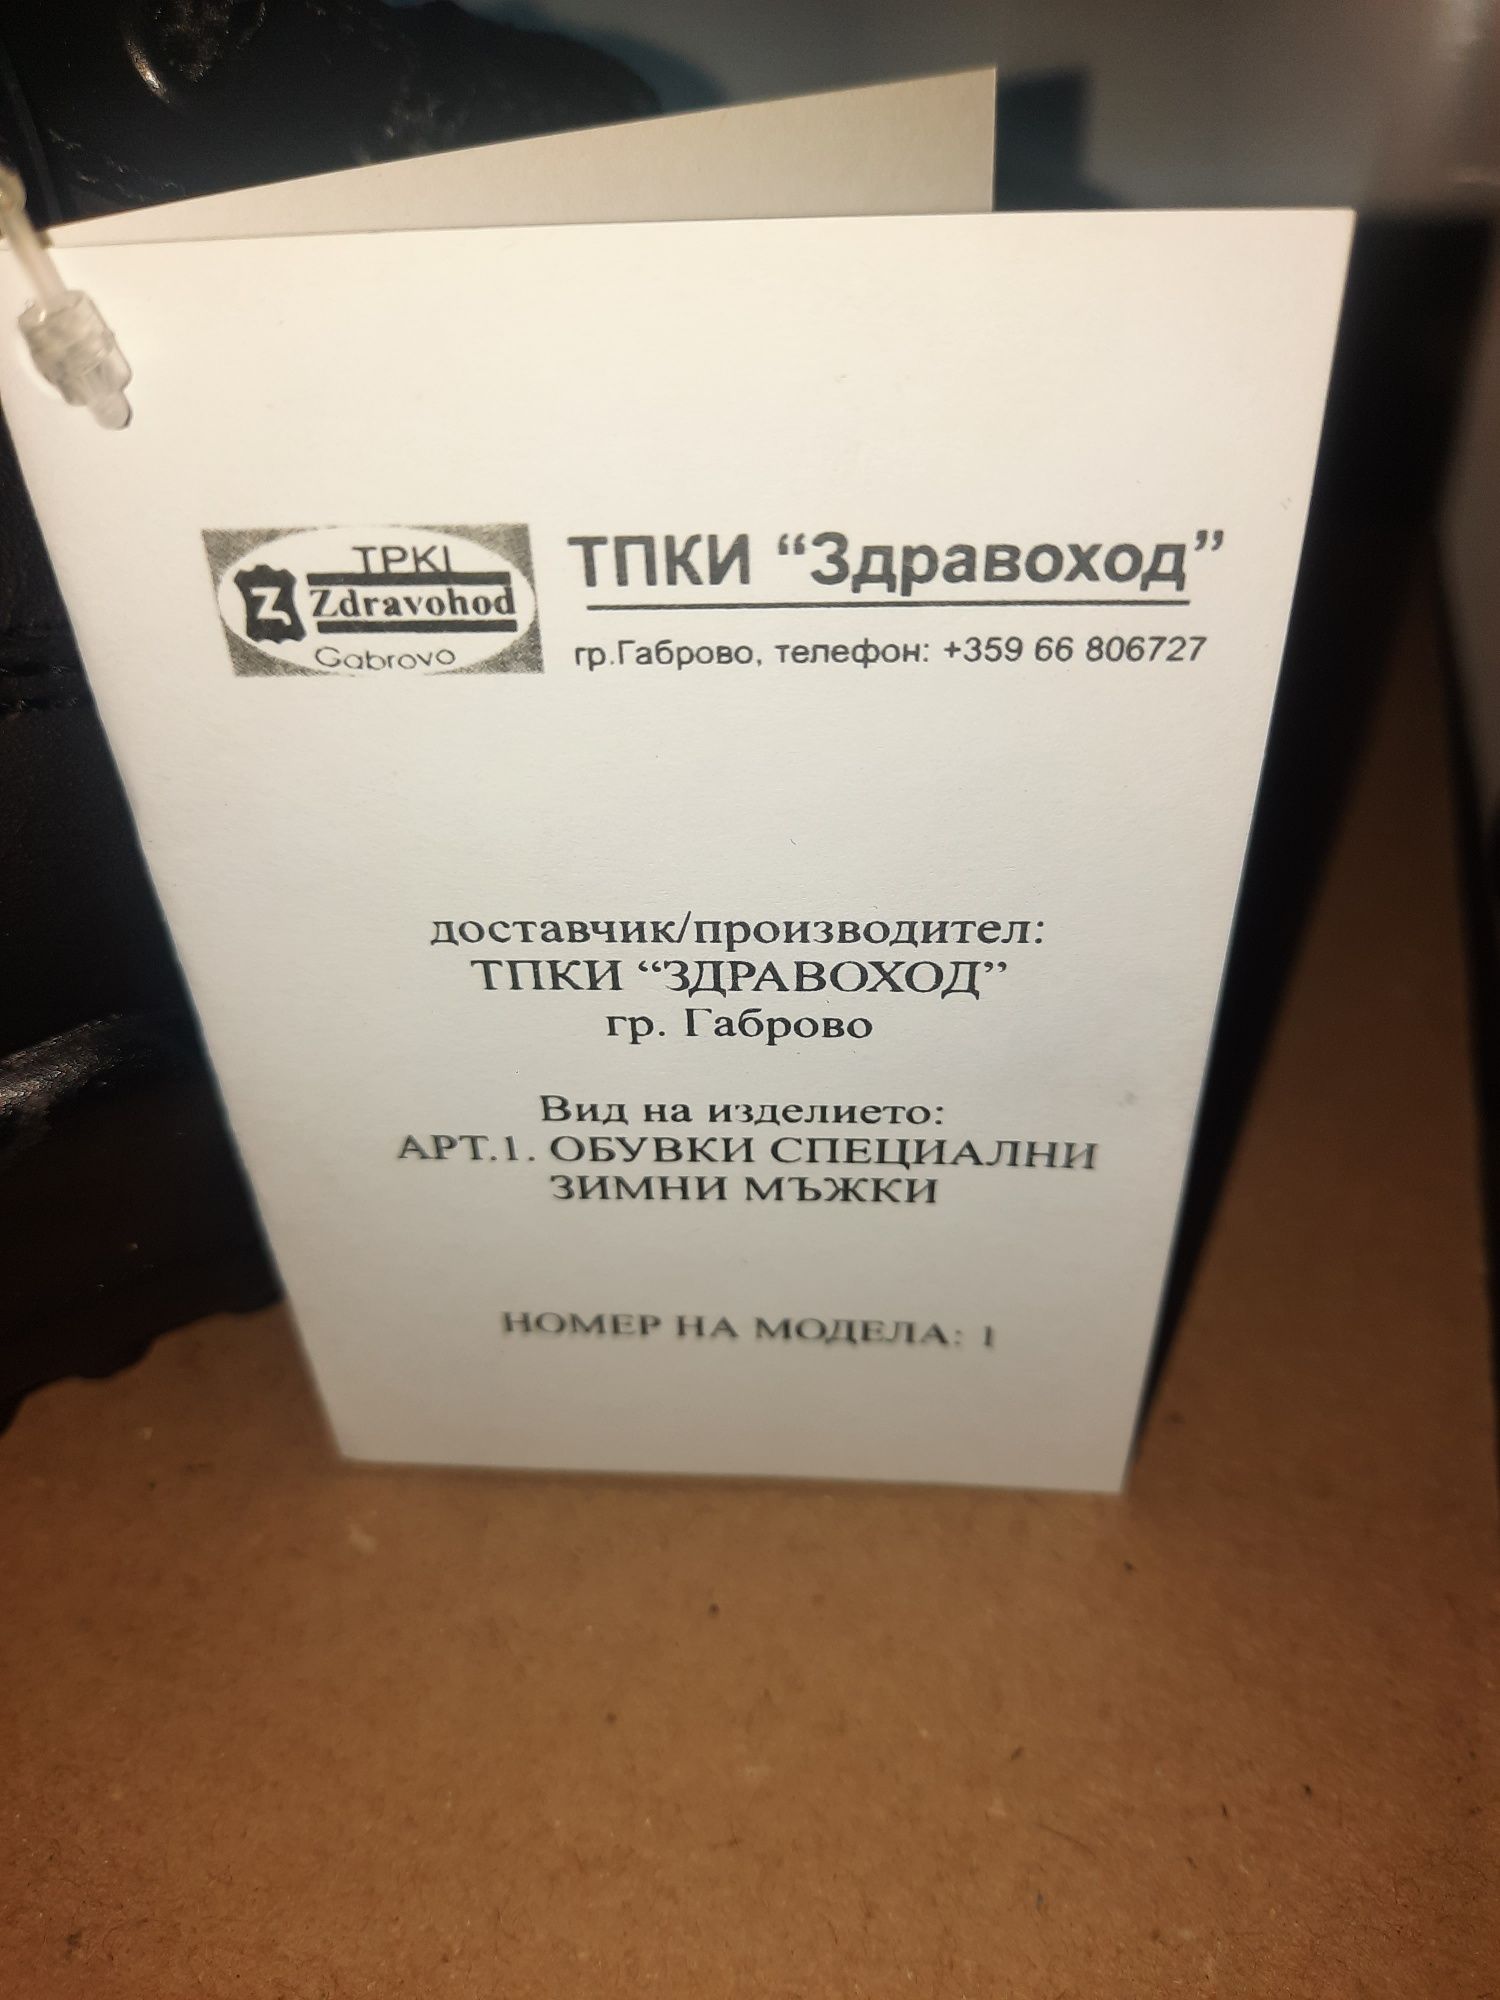 TPKI
Z Zdravohod
Gabrovo
ТПКИ “Здравоход”
гр.Габрово, телефон: +359 66 806727
доставчик/производител:
ТПКИ “ЗДРАВОХОД”
гр. Габрово
Вид на изделието:
АРТ.1. ОБУВКИ СПЕЦИАЛНИ
ЗИМНИ МЪЖКИ
НОМЕР НА МОДЕЛА: 1